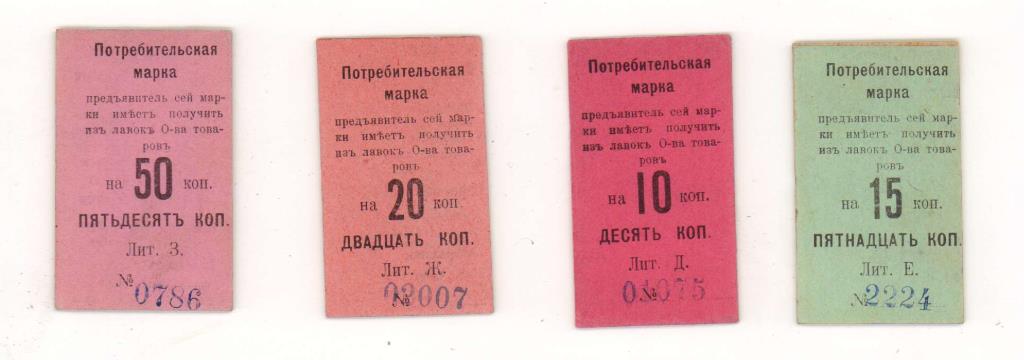 Потребительская
марка
предъявитель сей мар-
ки имѣетъ получить
изъ лавокъ О-ва това-
ровъ
на 50 коп.
ПЯТЬДЕСЯТЪ КОП.
Лит. З.
№ 0786
Потребительская
марка
предъявитель сей мар-
ки имѣетъ получить
изъ лавокъ О-ва това-
ровъ
на 20 коп.
ДВАДЦАТЬ КОП.
Лит. Ж.
№ 02007
Потребительская
марка
предъявитель сей мар-
ки имѣетъ получить
изъ лавокъ О-ва това-
ровъ
на 10 коп.
ДЕСЯТЬ КОП.
Лит. Д.
№ 01075
Потребительская
марка
предъявитель сей мар-
ки имѣетъ получить
изъ лавокъ О-ва това-
ровъ
на 15 коп.
ПЯТНАДЦАТЬ КОП.
Лит. Е.
№ 2224